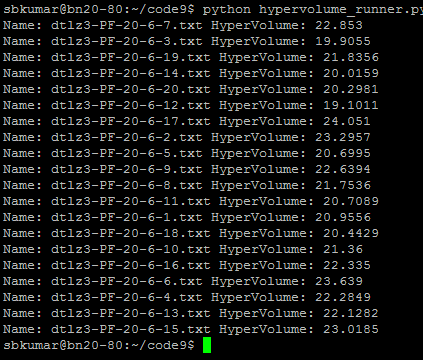 sbkumar@bn20-80:~/code9$ python hypervolume_runner.py
Name: dtlz3-PF-20-6-7.txt HyperVolume: 22.853
Name: dtlz3-PF-20-6-3.txt HyperVolume: 19.9055
Name: dtlz3-PF-20-6-19.txt HyperVolume: 21.8356
Name: dtlz3-PF-20-6-14.txt HyperVolume: 20.0159
Name: dtlz3-PF-20-6-20.txt HyperVolume: 20.2981
Name: dtlz3-PF-20-6-12.txt HyperVolume: 19.1011
Name: dtlz3-PF-20-6-17.txt HyperVolume: 24.051
Name: dtlz3-PF-20-6-2.txt HyperVolume: 23.2957
Name: dtlz3-PF-20-6-5.txt HyperVolume: 20.6995
Name: dtlz3-PF-20-6-9.txt HyperVolume: 22.6394
Name: dtlz3-PF-20-6-8.txt HyperVolume: 21.7536
Name: dtlz3-PF-20-6-11.txt HyperVolume: 20.7089
Name: dtlz3-PF-20-6-1.txt HyperVolume: 20.9556
Name: dtlz3-PF-20-6-18.txt HyperVolume: 20.4429
Name: dtlz3-PF-20-6-10.txt HyperVolume: 21.36
Name: dtlz3-PF-20-6-16.txt HyperVolume: 22.335
Name: dtlz3-PF-20-6-6.txt HyperVolume: 23.639
Name: dtlz3-PF-20-6-4.txt HyperVolume: 22.2849
Name: dtlz3-PF-20-6-13.txt HyperVolume: 22.1282
Name: dtlz3-PF-20-6-15.txt HyperVolume: 23.0185
sbkumar@bn20-80:~/code9$